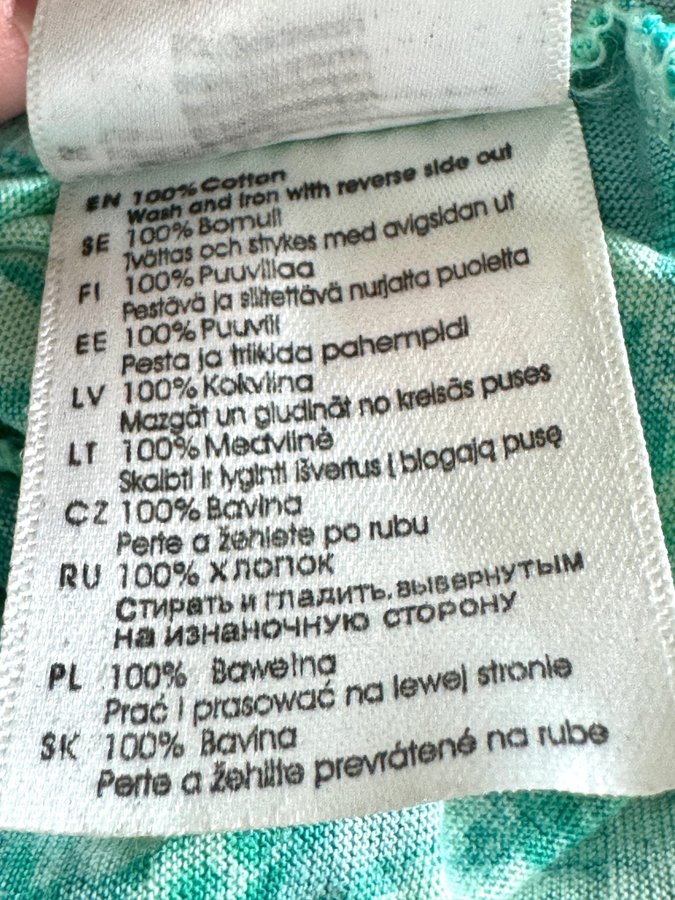 EN 100% Cotton
Wash and iron with reverse side out
SE 100% Bomull
Tvättas och strykes med avigsidan ut
FI 100% Puuvillaa
Pestävä ja silitettävä nurjalta puolelta
EE 100% Puuvill
Pesta ja triikida pahempidi
LV 100% Kokvilna
Mazgāt un gludināt no kreisās puses
LT 100% Medvilnė
Skalbti ir lyginti išvertus į blogają pusę
CZ 100% Bavlna
Perte a žehlete po rubu
RU 100% хлопок
Стирать и гладить, вывернутым
на изнаночную сторону
PL 100% Bawełna
Prać i prasować na lewej stronie
SK 100% Bavlna
Perte a žehlite prevrátené na rube